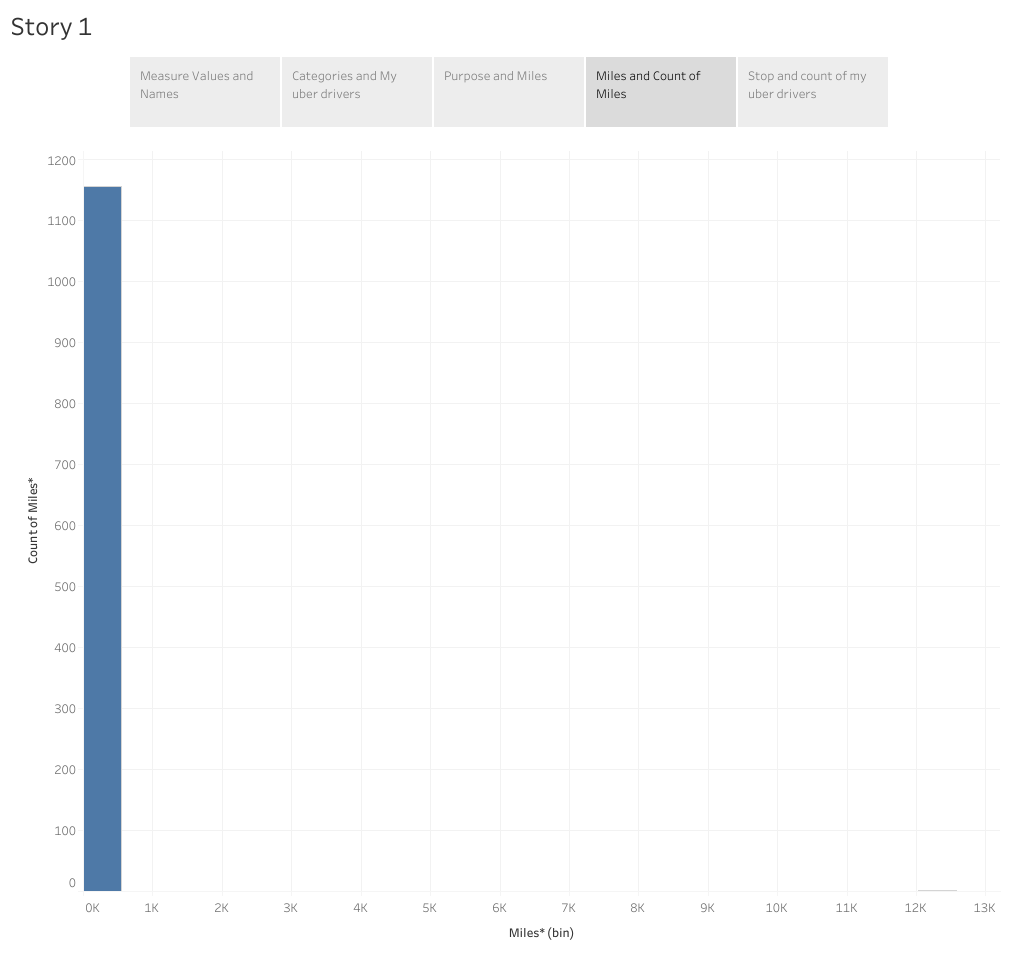 Story 1
Measure Values and
Names
Categories and My
uber drivers
Purpose and Miles
Miles and Count of
Miles
Stop and count of my
uber drivers
1200
1100
1000
900
800
700
600
500
400
300
200
100
0
Count of Miles*
0K 1K 2K 3K 4K 5K 6K 7K 8K 9K 10K 11K 12K 13K
Miles* (bin)